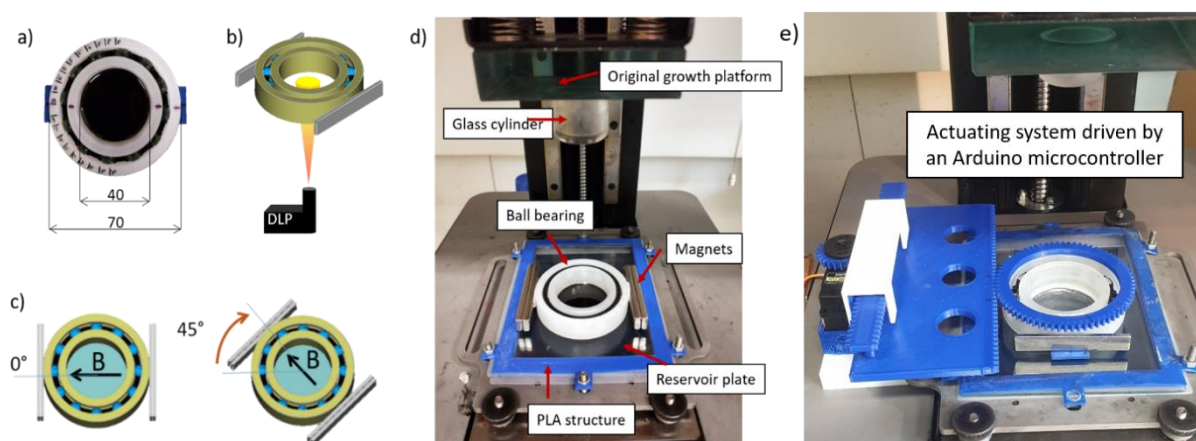 a)
40
70
b)
DLP
c)
0°
B
45°
B
d)
Original growth platform
Glass cylinder
Ball bearing
Magnets
Reservoir plate
PLA structure
e)
Actuating system driven by
an Arduino microcontroller